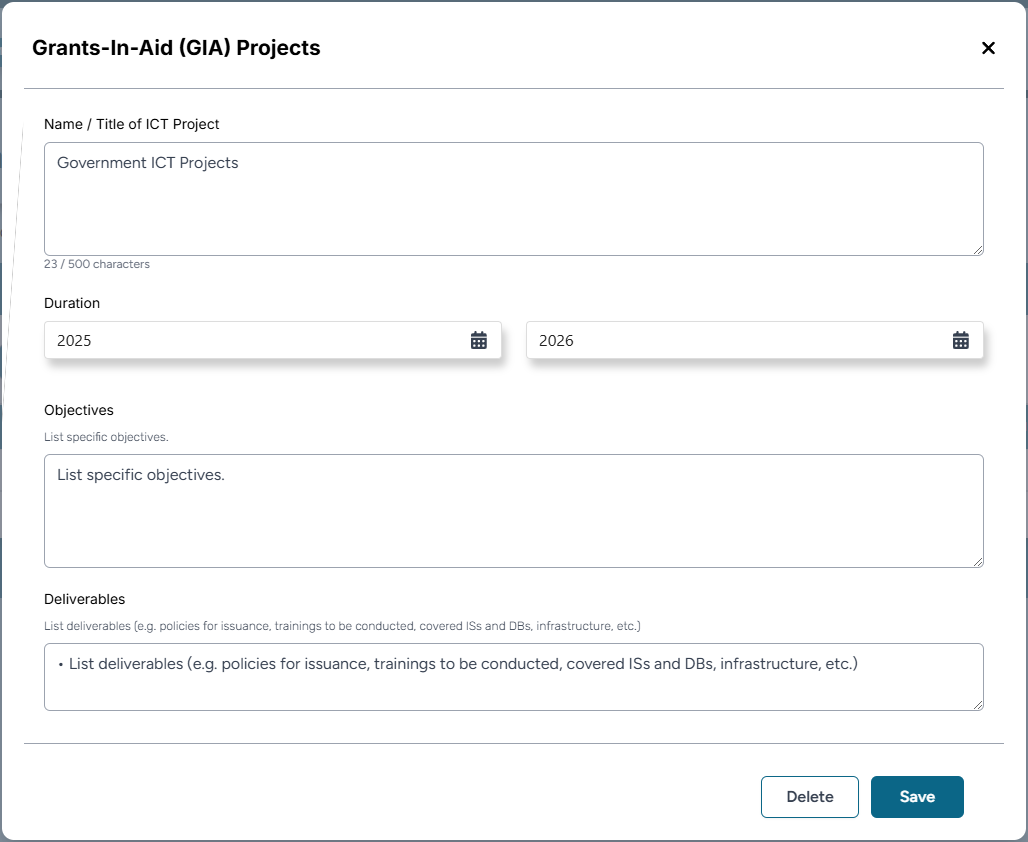 Grants-In-Aid (GIA) Projects
Name / Title of ICT Project
Government ICT Projects
23 / 500 characters
Duration
2025
2026
Objectives
List specific objectives.
List specific objectives.
Deliverables
List deliverables (e.g. policies for issuance, trainings to be conducted, covered ISs and DBs, infrastructure, etc.)
• List deliverables (e.g. policies for issuance, trainings to be conducted, covered ISs and DBs, infrastructure, etc.)
Delete
Save